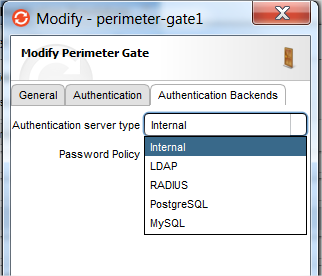 Modify - perimeter-gate1
Modify Perimeter Gate
General Authentication Authentication Backends
Authentication server type Internal
Password Policy
Internal
LDAP
RADIUS
PostgreSQL
MySQL